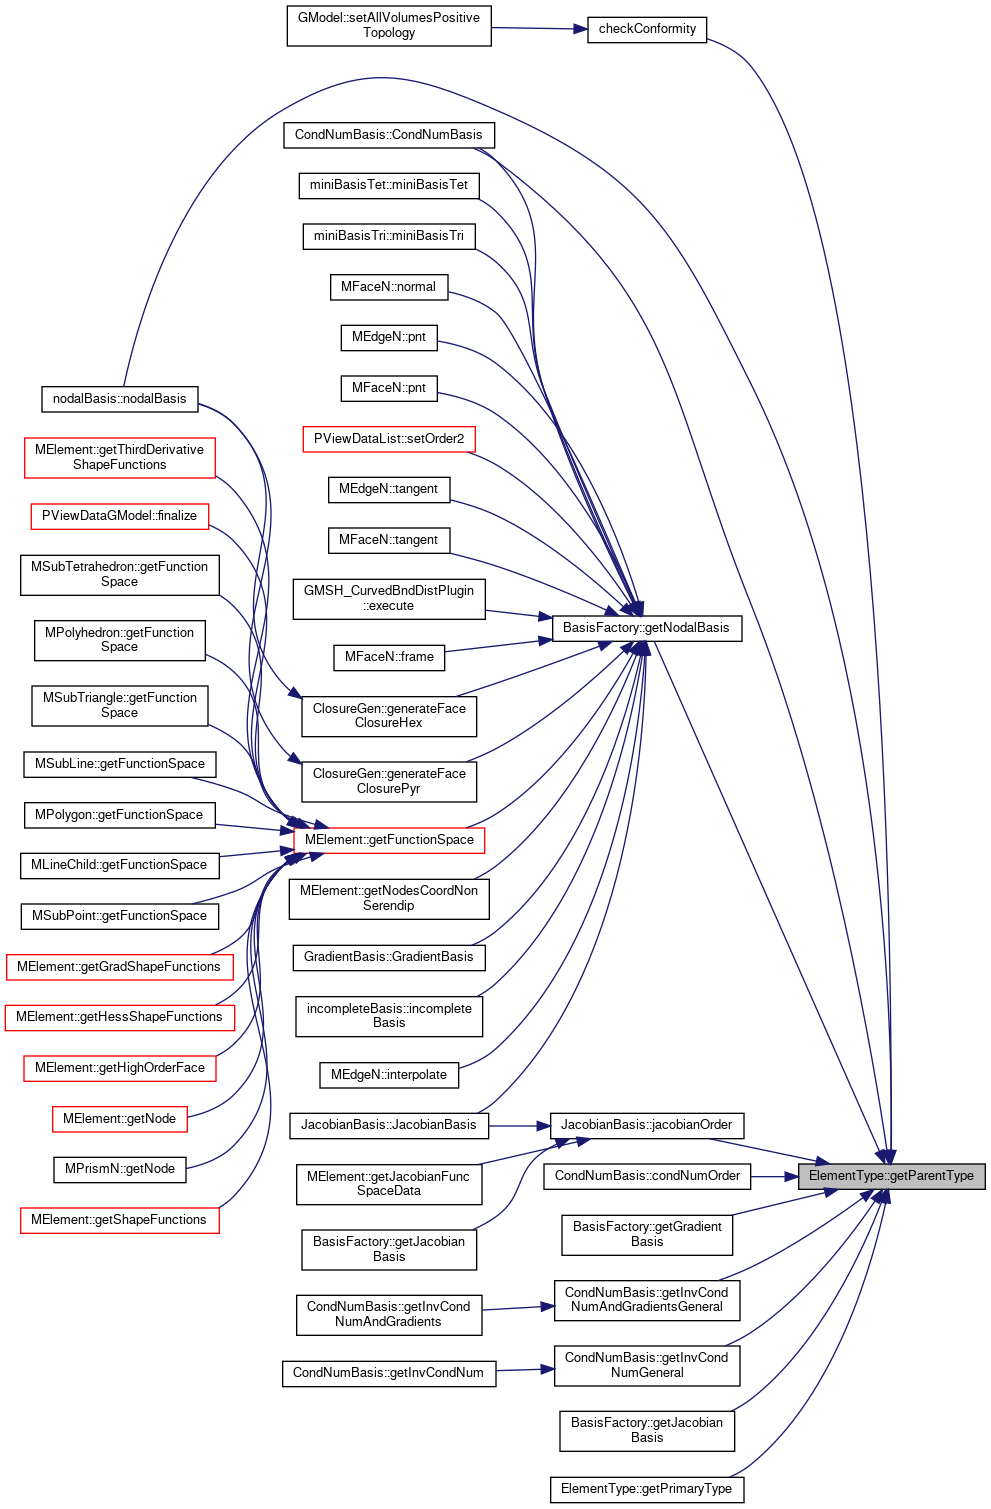 GModel::setAllVolumesPositive
Topology
checkConformity
CondNumBasis::CondNumBasis
miniBasisTet::miniBasisTet
miniBasisTri::miniBasisTri
MFaceN::normal
MEdgeN::pnt
MFaceN::pnt
nodalBasis::nodalBasis
PViewDataList::setOrder2
MElement::getThirdDerivative
ShapeFunctions
MEdgeN::tangent
PViewDataGModel::finalize
MFaceN::tangent
MSubTetrahedron::getFunction
Space
GMSH_CurvedBndDistPlugin
::execute
BasisFactory::getNodalBasis
MPolyhedron::getFunction
Space
MFaceN::frame
MSubTriangle::getFunction
Space
ClosureGen::generateFace
ClosureHex
MSubLine::getFunctionSpace
ClosureGen::generateFace
ClosurePyr
MPolygon::getFunctionSpace
MElement::getFunctionSpace
MLineChild::getFunctionSpace
MElement::getNodesCoordNon
Serendip
MSubPoint::getFunctionSpace
GradientBasis::GradientBasis
MElement::getGradShapeFunctions
incompleteBasis::incomplete
Basis
MElement::getHessShapeFunctions
MElement::getHighOrderFace
MEdgeN::interpolate
MElement::getNode
JacobianBasis::JacobianBasis
JacobianBasis::jacobianOrder
MPrismN::getNode
MElement::getJacobianFunc
SpaceData
CondNumBasis::condNumOrder
ElementType::getParentType
MElement::getShapeFunctions
BasisFactory::getJacobian
Basis
BasisFactory::getGradient
Basis
CondNumBasis::getInvCond
NumAndGradients
CondNumBasis::getInvCond
NumAndGradientsGeneral
CondNumBasis::getInvCondNum
CondNumBasis::getInvCond
NumGeneral
BasisFactory::getJacobian
Basis
ElementType::getPrimaryType